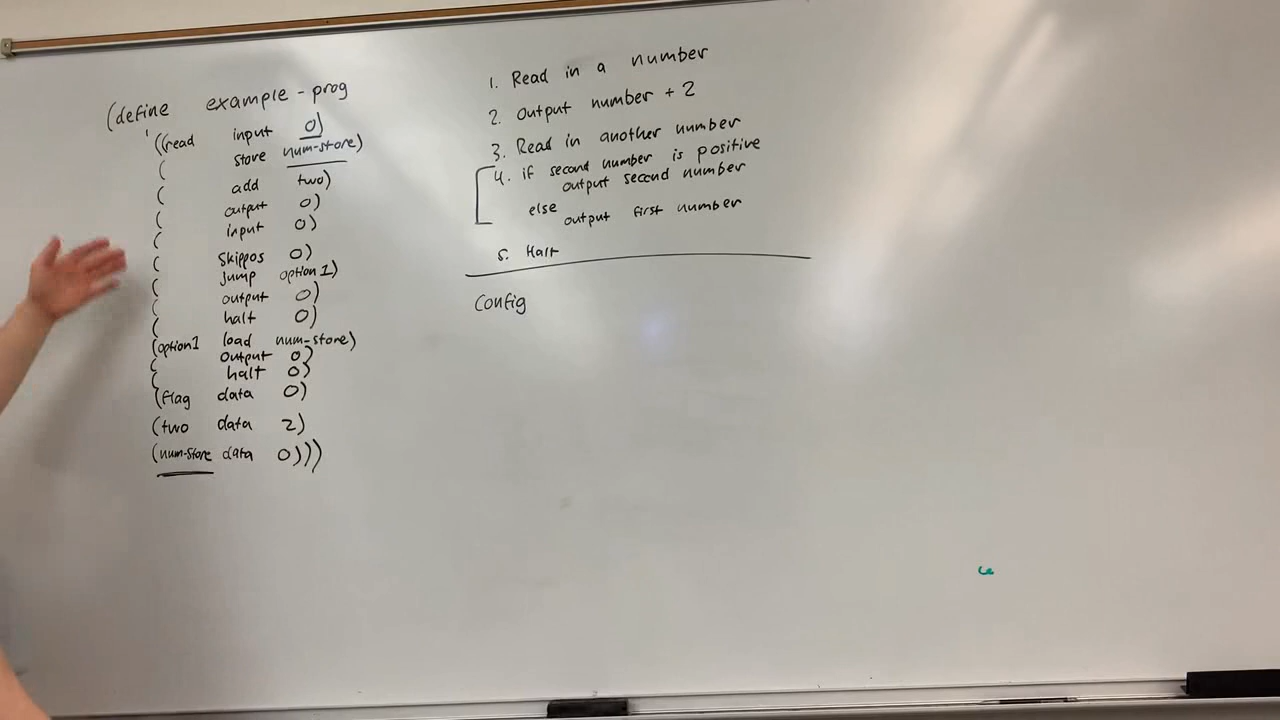 (define example-prog
'((read input 0)
( store num-store)
( add two)
( output 0)
( input 0)
( skippos 0)
( jump option1)
( output 0)
( halt 0)
(option1 load num-store)
( output 0)
( halt 0)
(flag data 0)
(two data 2)
(num-store data 0)))
1. Read in a number
2. Output number + 2
3. Read in another number
4. if second number is positive
output second number
else
output first number
5. Halt
Config